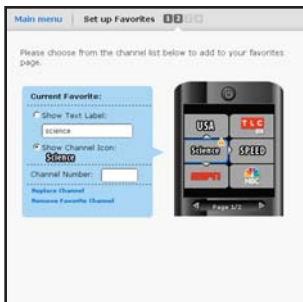 Main menu Set up Favorites 1 2
Please choose from the channel list below to add to your favorites
page.
Current Favorite:
Show Text Label:
science
Show Channel Icon:
Science
Channel Number:
Replace Channel
Remove Favorite Channel
USA TLC
Science SPEED
ESPN NBC
Page 1/2